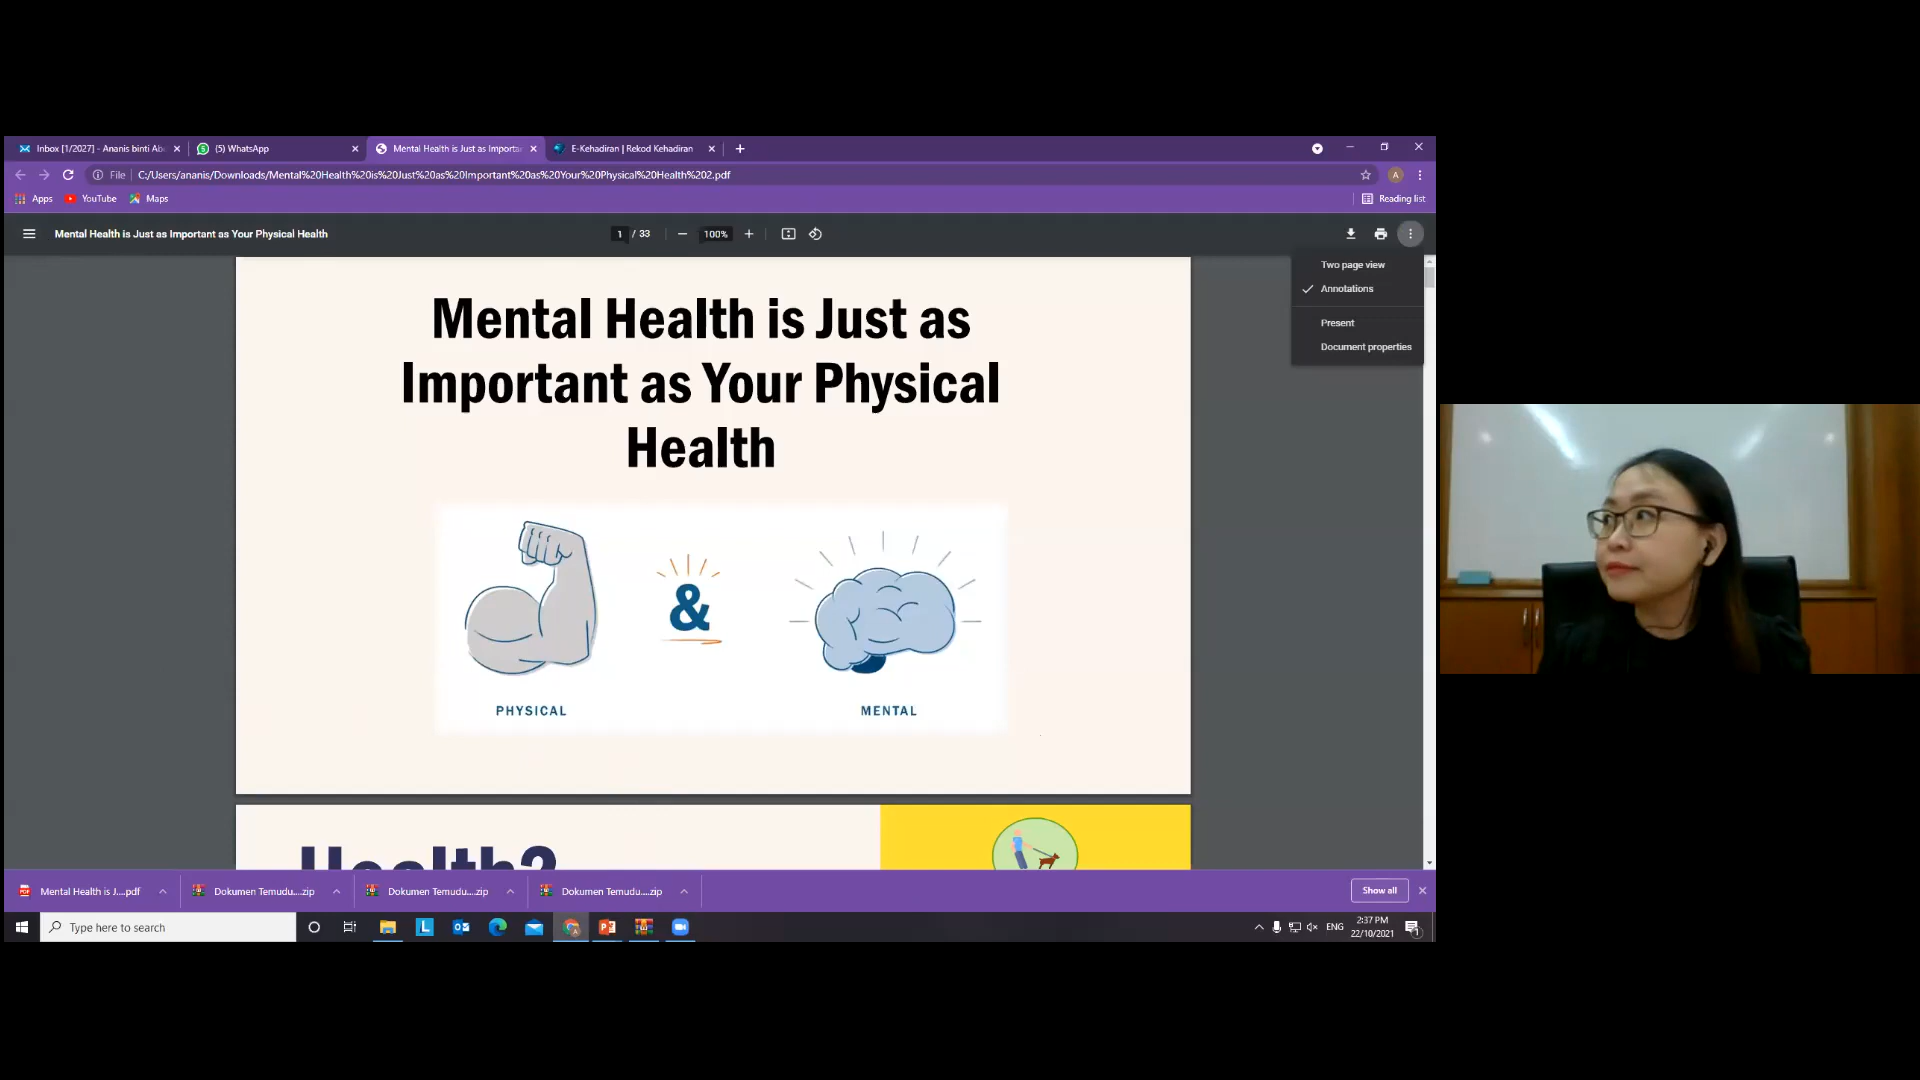 Inbox [1/2027] - Ananis binti Ab
(5) WhatsApp
Mental Health is Just as Importa
E-Kehadiran | Rekod Kehadiran
File
C:/Users/ananis/Downloads/Mental%20Health%20is%20Just%20as%20Important%20as%20Your%20Physical%20Health%202.pdf
A
Apps
YouTube
Maps
Reading list
Mental Health is Just as Important as Your Physical Health
1 / 33
100%
Two page view
Annotations
Present
Document properties
Mental Health is Just as
Important as Your Physical
Health
&
PHYSICAL
MENTAL
Health?
Mental Health is J....pdf
Dokumen Temudu....zip
Dokumen Temudu....zip
Dokumen Temudu....zip
Show all
Type here to search
ENG
2:37 PM
22/10/2021